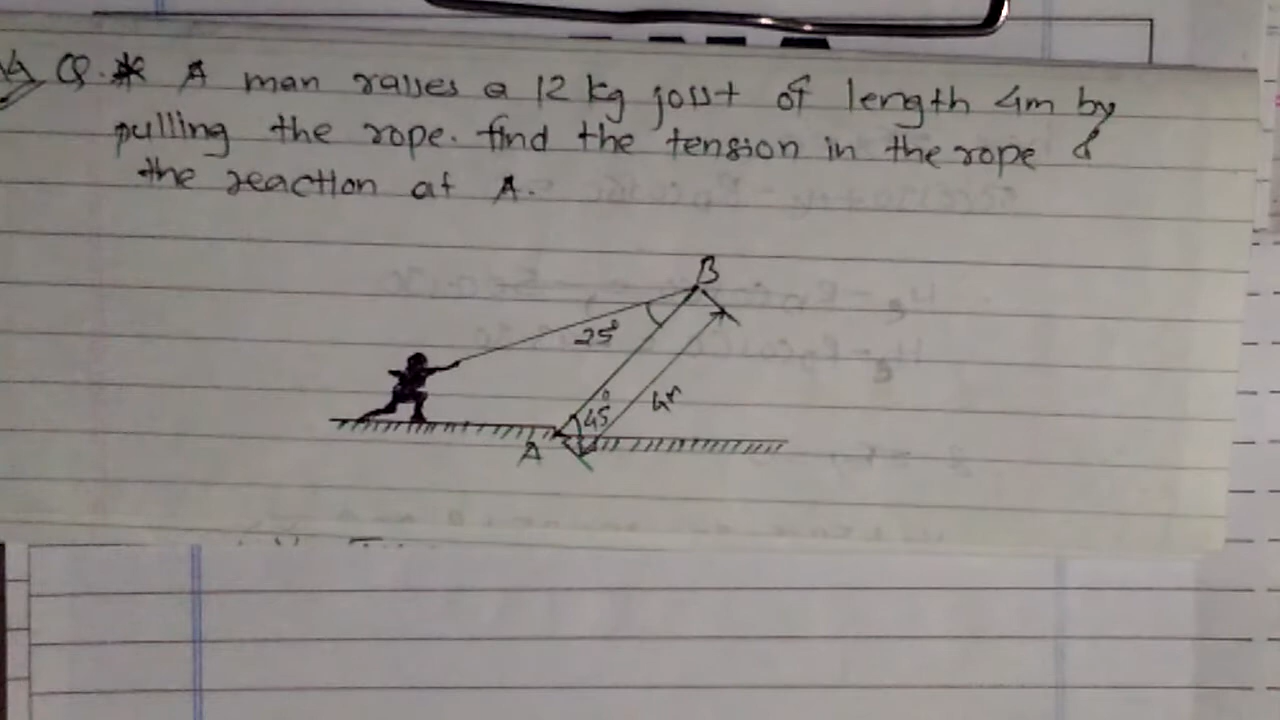 Q.* A man raises a 12 kg joist of length 4m by
pulling the rope. find the tension in the rope &
the reaction at A.
B
25°
45°
4m
A